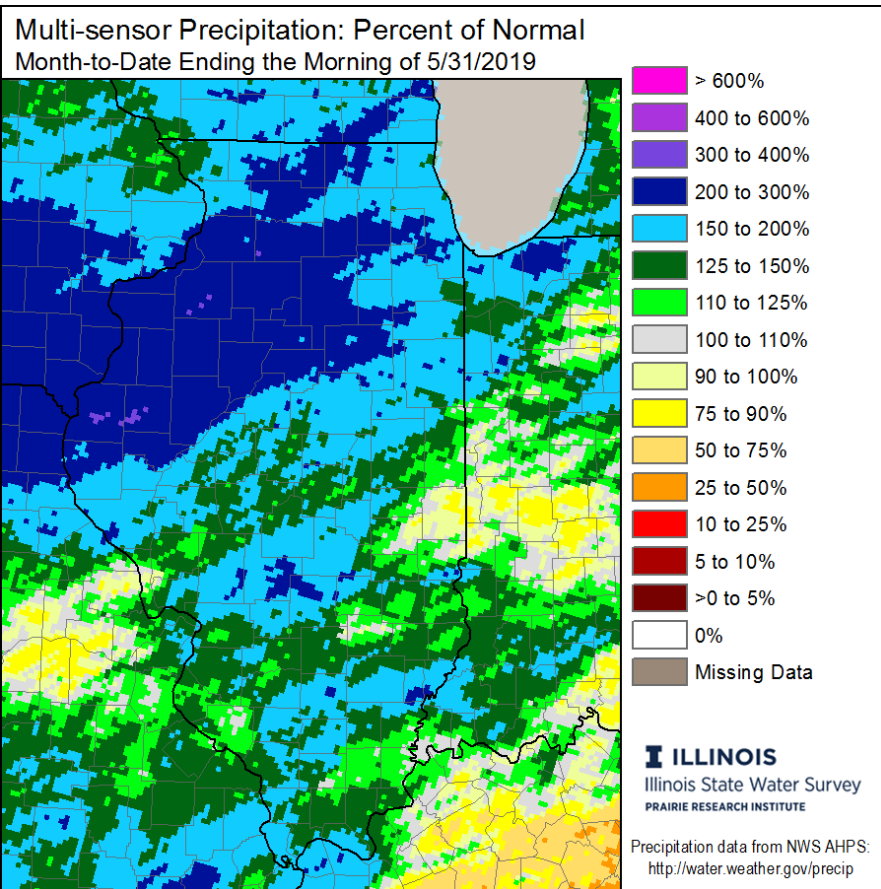 Multi-sensor Precipitation: Percent of Normal
Month-to-Date Ending the Morning of 5/31/2019
> 600%
400 to 600%
300 to 400%
200 to 300%
150 to 200%
125 to 150%
110 to 125%
100 to 110%
90 to 100%
75 to 90%
50 to 75%
25 to 50%
10 to 25%
5 to 10%
>0 to 5%
0%
Missing Data
I ILLINOIS
Illinois State Water Survey
PRAIRIE RESEARCH INSTITUTE
Precipitation data from NWS AHPS:
http://water.weather.gov/precip